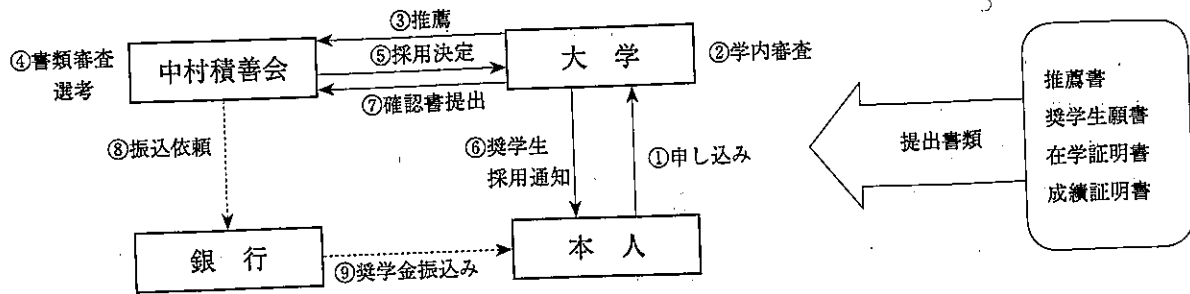 ③推薦
④書類審査
選考
中村積善会
⑤採用決定
大学
②学内審査
⑦確認書提出
⑧振込依頼
⑥奨学生
採用通知
①申し込み
提出書類
推薦書
奨学生願書
在学証明書
成績証明書
銀行
⑨奨学金振込み
本人